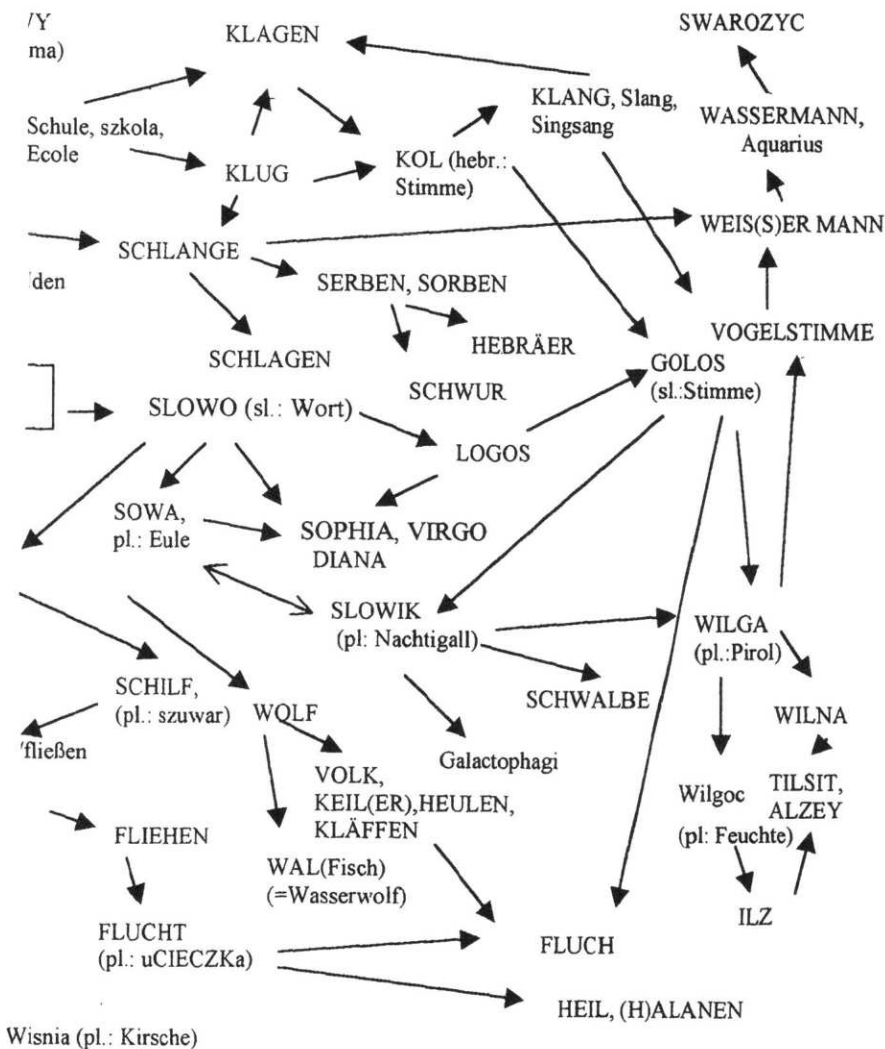 /Y
ma)
KLAGEN
SWAROZYC
KLANG, Slang,
Singsang
WASSERMANN,
Aquarius
Schule, szkola,
Ecole
KLUG
KOL (hebr.:
Stimme)
SCHLANGE
WEIS(S)ER MANN
/den
SERBEN, SORBEN
HEBRÄER
VOGELSTIMME
SCHLAGEN
GOLOS
(sl.:Stimme)
SCHWUR
SLOWO (sl.: Wort)
LOGOS
SOWA,
pl.: Eule
SOPHIA, VIRGO
DIANA
SLOWIK
(pl: Nachtigall)
WILGA
(pl.:Pirol)
SCHILF,
(pl.: szuwar)
WOLF
SCHWALBE
WILNA
/fließen
Galactophagi
VOLK,
KEIL(ER),HEULEN,
KLÄFFEN
Wilgoc
(pl: Feuchte)
TILSIT,
ALZEY
FLIEHEN
WAL(Fisch)
(=Wasserwolf)
ILZ
FLUCHT
(pl.: uCIECZKa)
FLUCH
HEIL, (H)ALANEN
Wisnia (pl.: Kirsche)